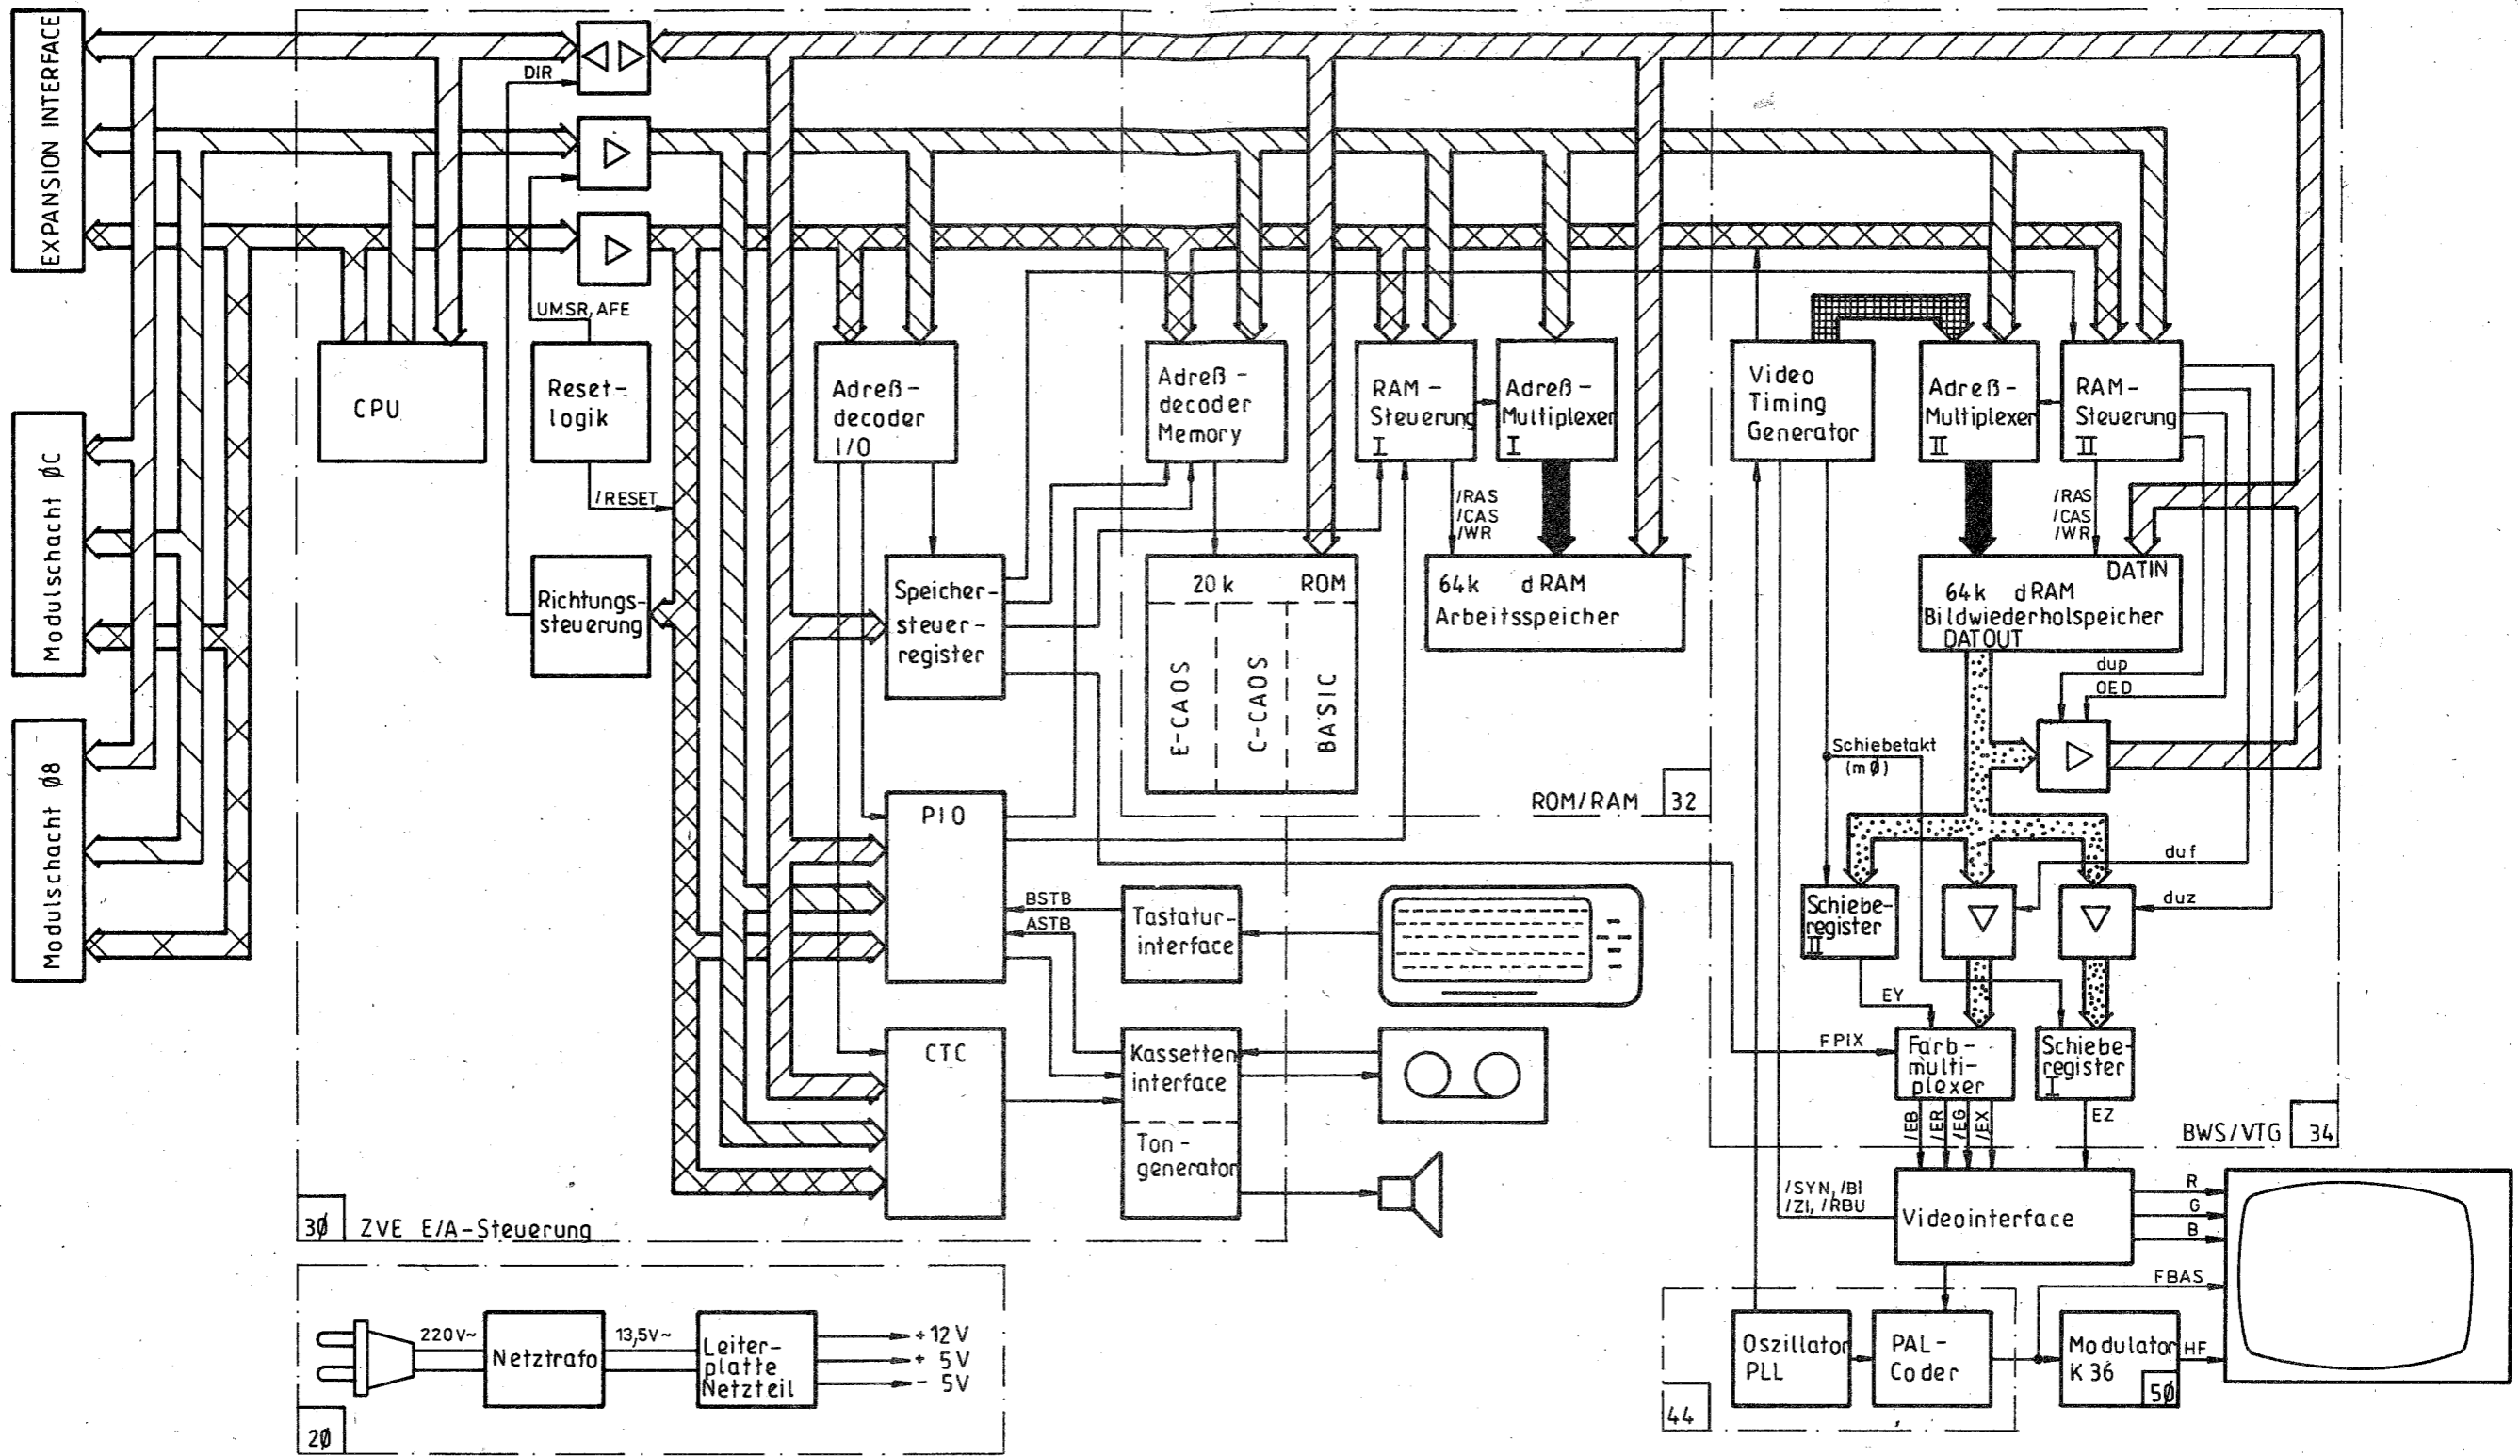 EXPANSION INTERFACE
Modulschacht ØC
Modulschacht Ø8
DIR
UMSR, AFE
CPU
Reset-
logik
/RESET
Richtungs-
steuerung
Adreß-
decoder
I/O
Speicher-
steuer-
register
PIO
CTC
BSTB
ASTB
Tastatur-
interface
Kassetten
interface
Ton-
generator
3Ø
ZVE E/A-Steuerung
Adreß-
decoder
Memory
20k ROM
E-CAOS
C-CAOS
BASIC
RAM-
Steuerung
I
Adreß-
Multiplexer
I
/RAS
/CAS
/WR
64k dRAM
Arbeitsspeicher
ROM/RAM
32
Video
Timing
Generator
Adreß-
Multiplexer
II
RAM-
Steuerung
II
/RAS
/CAS
/WR
DATIN
64k dRAM
Bildwiederholspeicher
DATOUT
dup
OED
Schiebetakt
(mØ)
duf
duz
Schiebe-
register
II
EY
FPIX
Farb-
multi-
plexer
Schiebe-
register
I
/EB
/ER
/EG
/EX
EZ
BWS/VTG
34
/SYN, /BI
/ZI, /RBU
Videointerface
R
G
B
FBAS
HF
Oszillator
PLL
PAL-
Coder
Modulator
K 36
5Ø
44
220V~
Netztrafo
13,5V~
Leiter-
platte
Netzteil
+12V
+ 5V
- 5V
2Ø